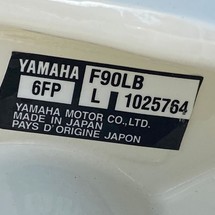 YAMAHA F90LB
6FP L 1025764
YAMAHA MOTOR CO.,LTD.
MADE IN JAPAN
PAYS D'ORIGINE JAPON